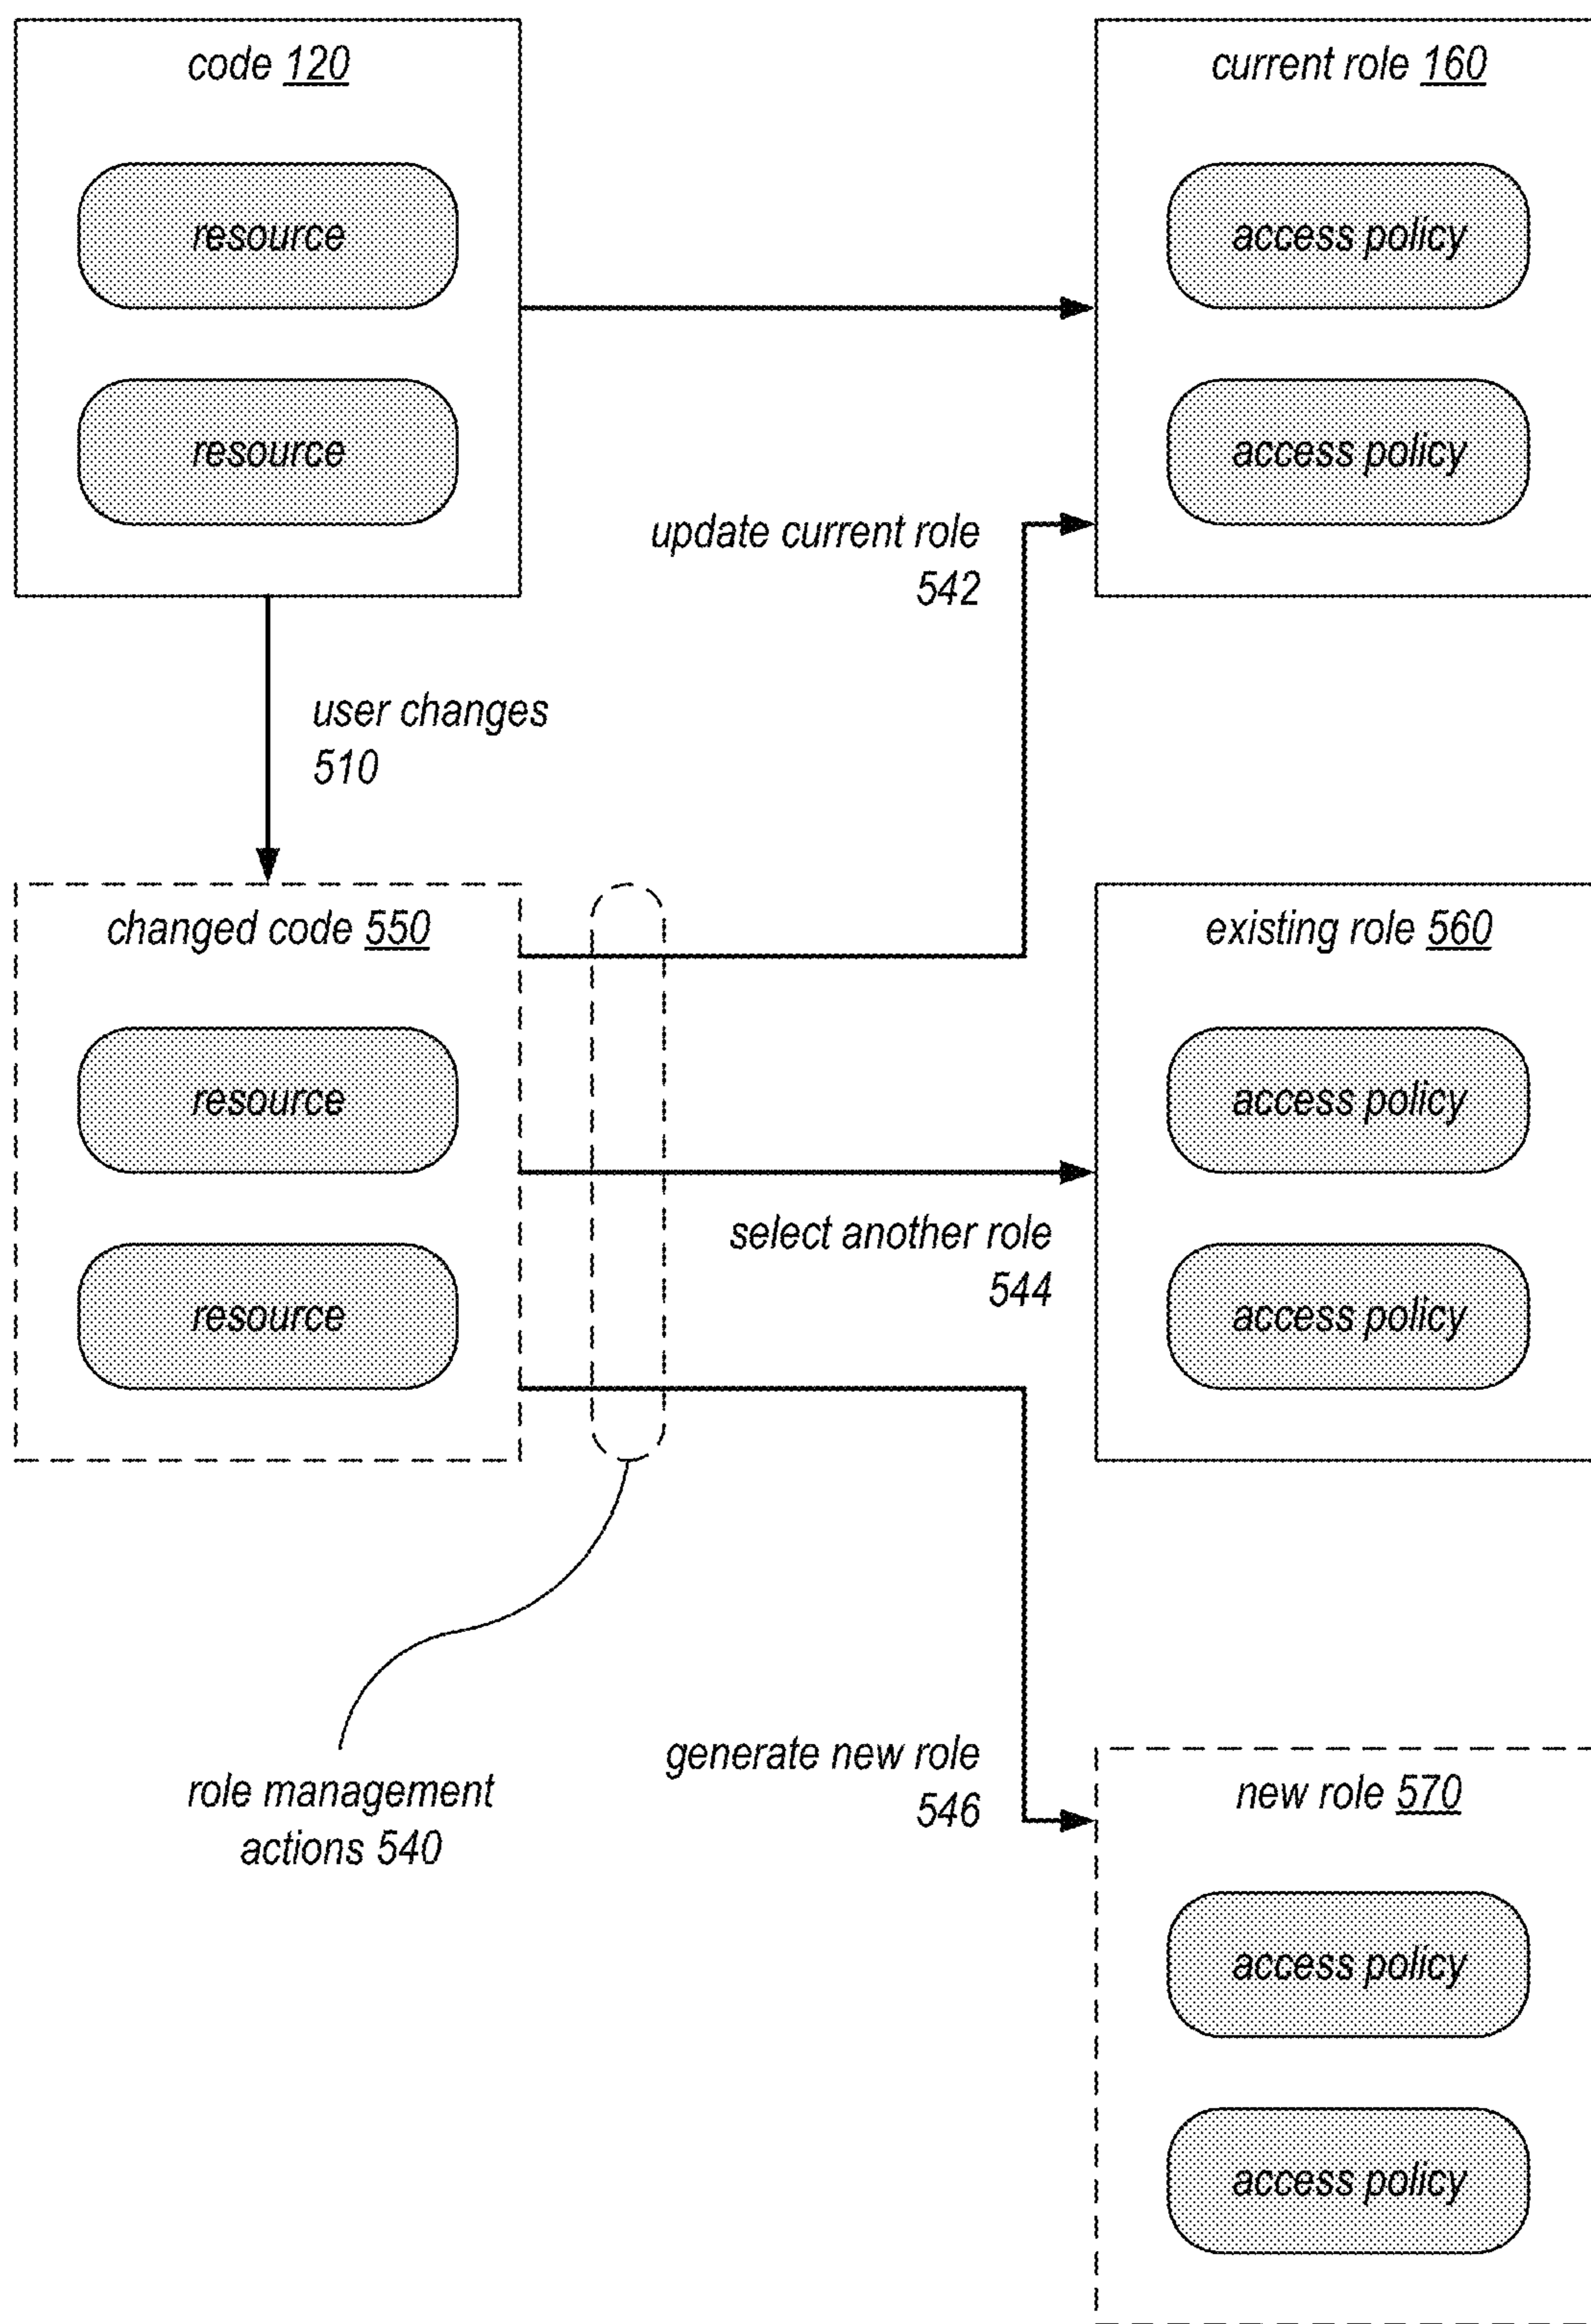 code 120
resource
resource
current role 160
access policy
access policy
update current role
542
user changes
510
changed code 550
resource
resource
existing role 560
access policy
access policy
select another role
544
role management
actions 540
generate new role
546
new role 570
access policy
access policy